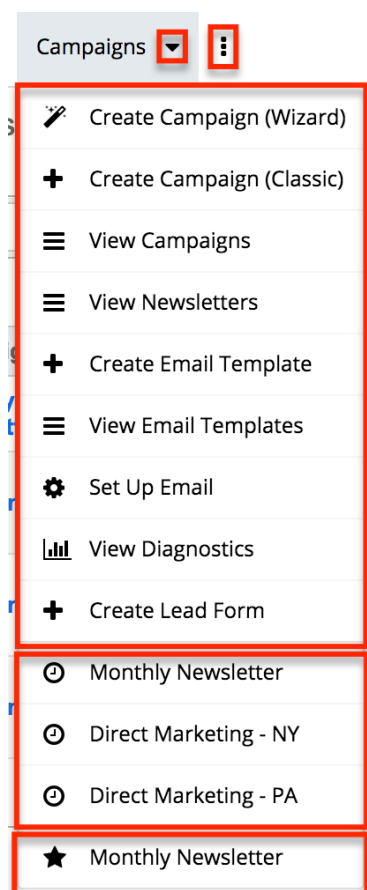 Campaigns
Create Campaign (Wizard)
Create Campaign (Classic)
View Campaigns
View Newsletters
Create Email Template
View Email Templates
Set Up Email
View Diagnostics
Create Lead Form
Monthly Newsletter
Direct Marketing - NY
Direct Marketing - PA
Monthly Newsletter